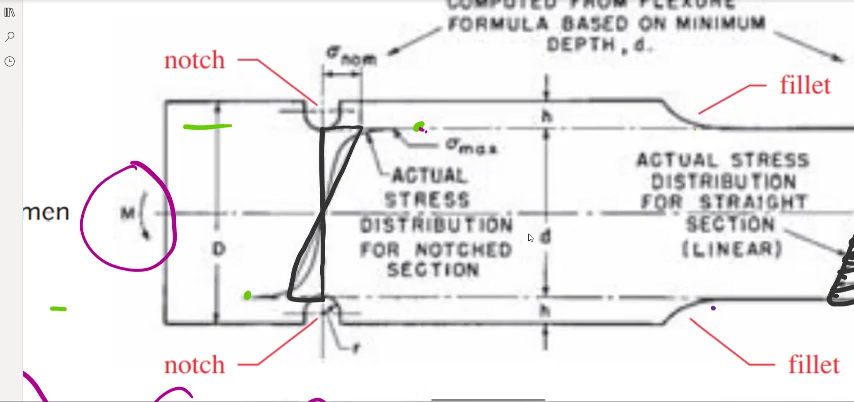 COMPUTED FROM FLEXURE
FORMULA BASED ON MINIMUM
DEPTH, d.
σnom
notch
fillet
h
σmax
ACTUAL
STRESS
DISTRIBUTION
FOR NOTCHED
SECTION
ACTUAL STRESS
DISTRIBUTION
FOR STRAIGHT
SECTION
(LINEAR)
men
M
D
d
h
r
notch
fillet